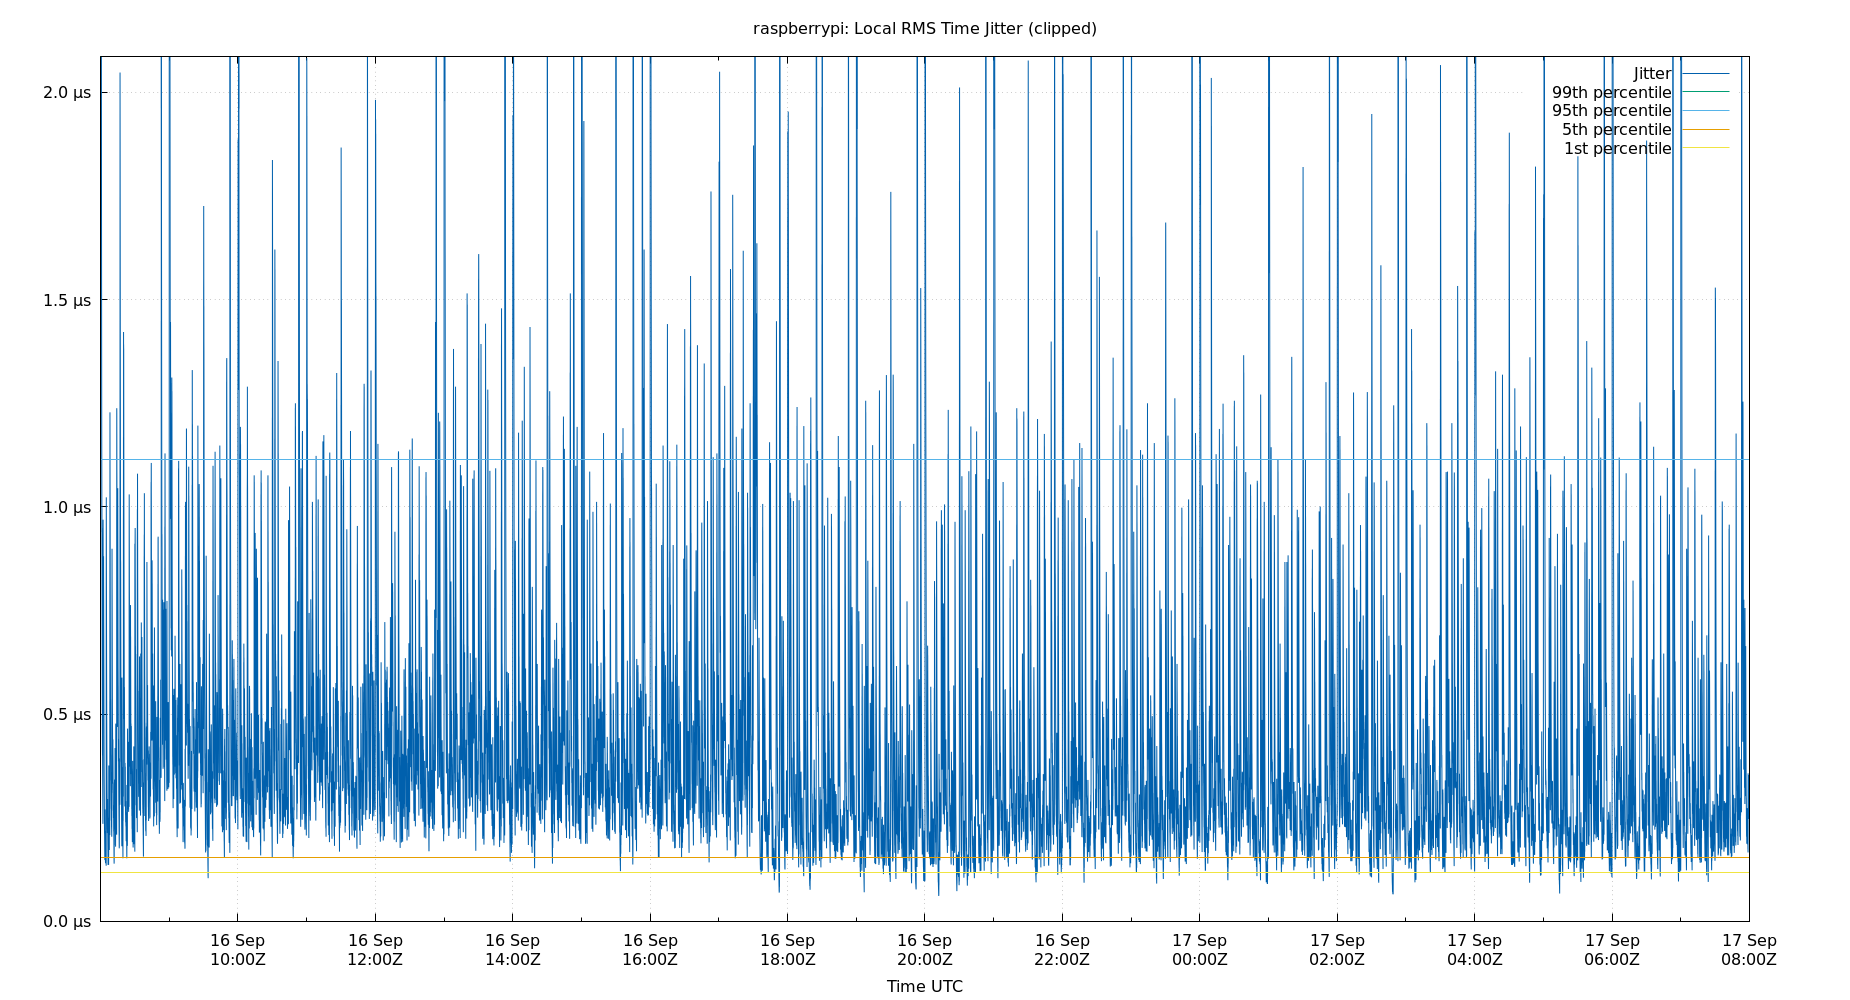 raspberrypi: Local RMS Time Jitter (clipped)
Jitter
99th percentile
95th percentile
5th percentile
1st percentile
2.0 µs
1.5 µs
1.0 µs
0.5 µs
0.0 µs
16 Sep 10:00Z
16 Sep 12:00Z
16 Sep 14:00Z
16 Sep 16:00Z
16 Sep 18:00Z
16 Sep 20:00Z
16 Sep 22:00Z
17 Sep 00:00Z
17 Sep 02:00Z
17 Sep 04:00Z
17 Sep 06:00Z
17 Sep 08:00Z
Time UTC